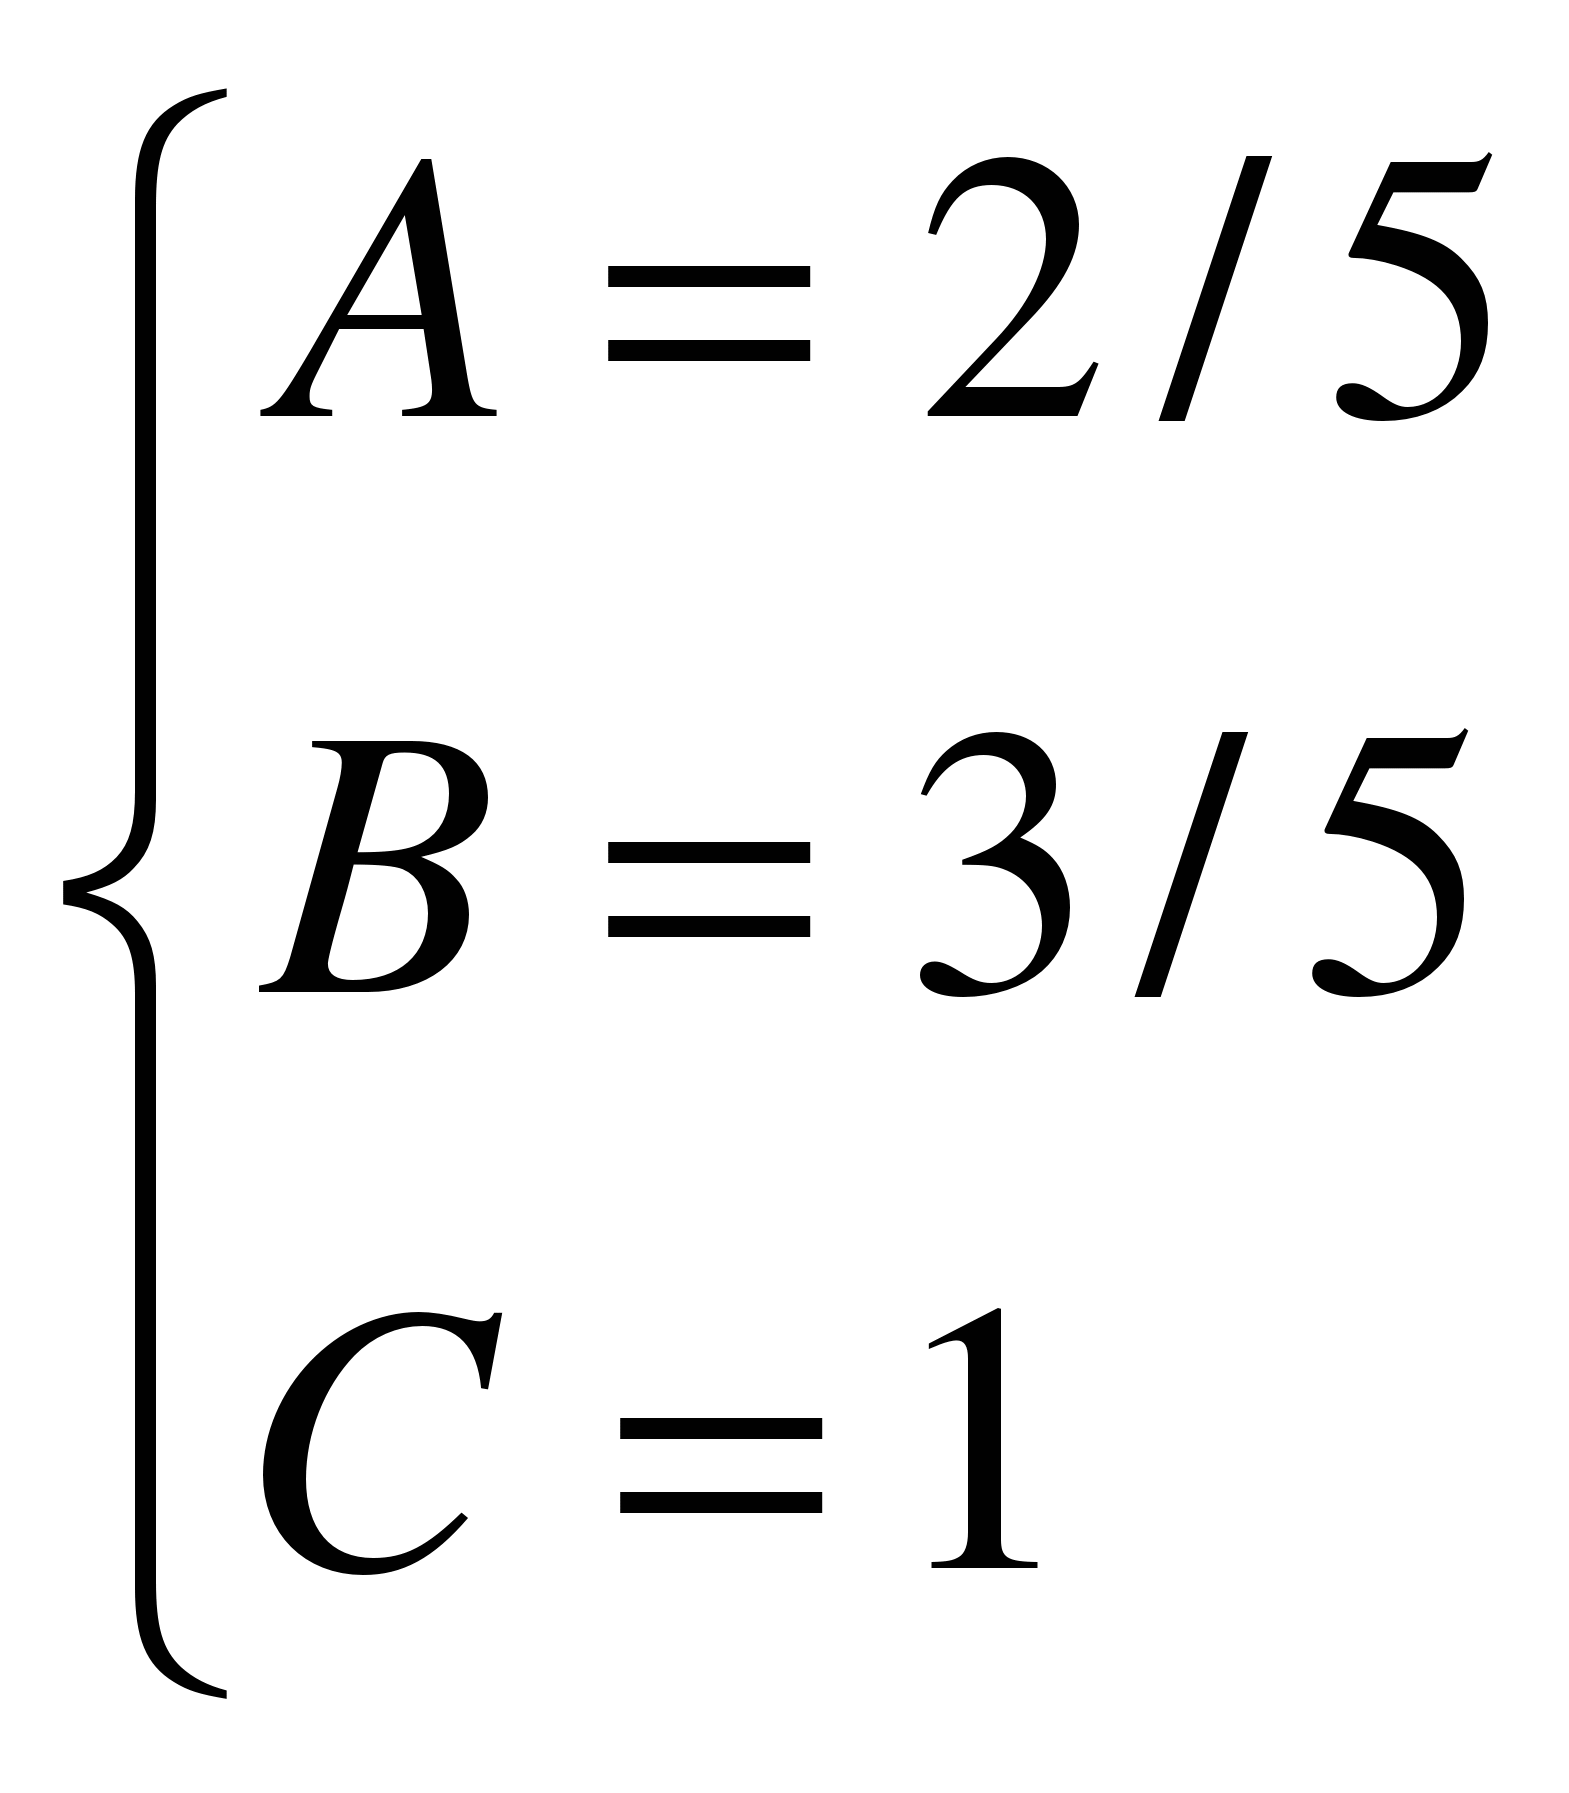 A = 2/5
B = 3/5
C = 1